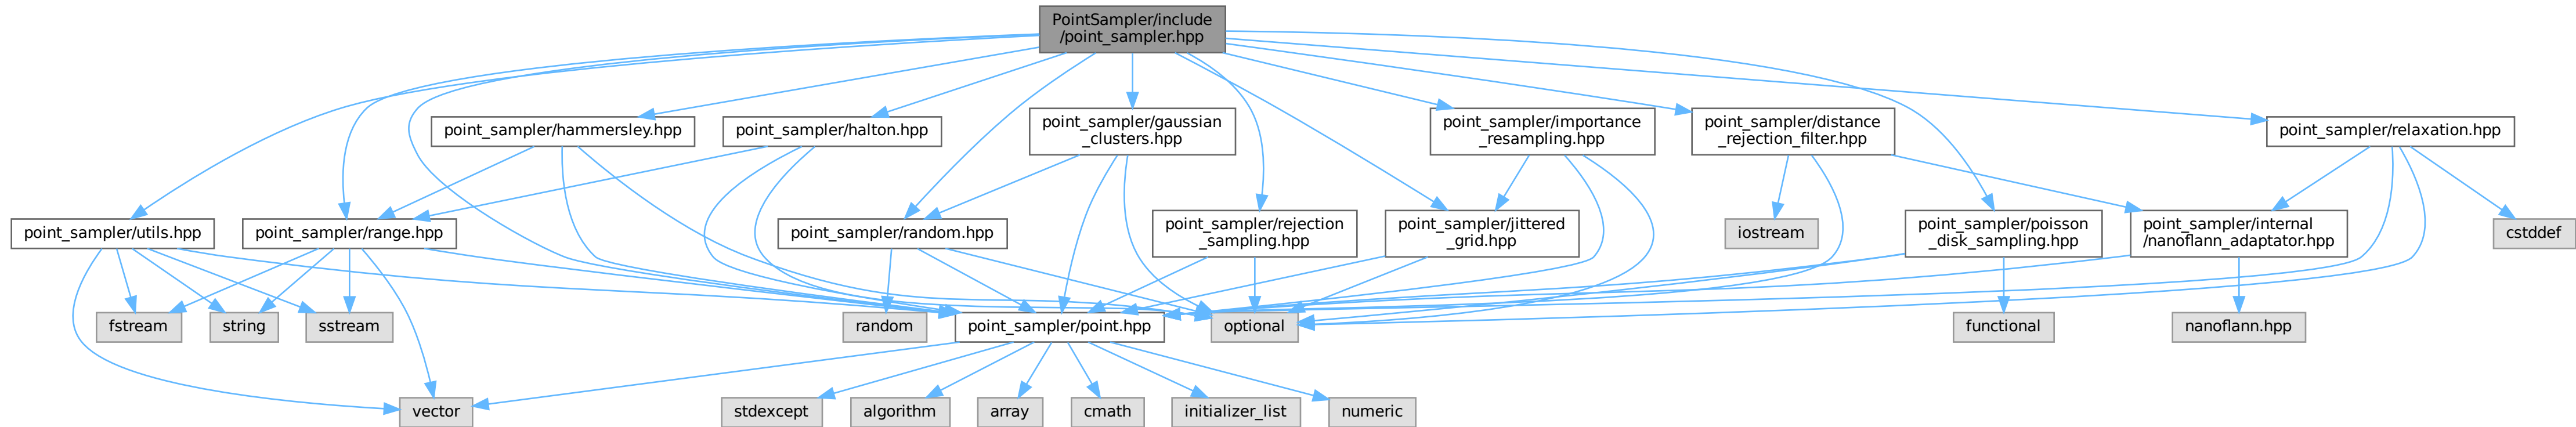 PointSampler/include
/point_sampler.hpp
point_sampler/hammersley.hpp
point_sampler/halton.hpp
point_sampler/gaussian
_clusters.hpp
point_sampler/importance
_resampling.hpp
point_sampler/distance
_rejection_filter.hpp
point_sampler/relaxation.hpp
point_sampler/utils.hpp
point_sampler/range.hpp
point_sampler/random.hpp
point_sampler/rejection
_sampling.hpp
point_sampler/jittered
_grid.hpp
iostream
point_sampler/poisson
_disk_sampling.hpp
point_sampler/internal
/nanoflann_adaptator.hpp
cstddef
fstream
string
sstream
random
point_sampler/point.hpp
optional
functional
nanoflann.hpp
vector
stdexcept
algorithm
array
cmath
initializer_list
numeric